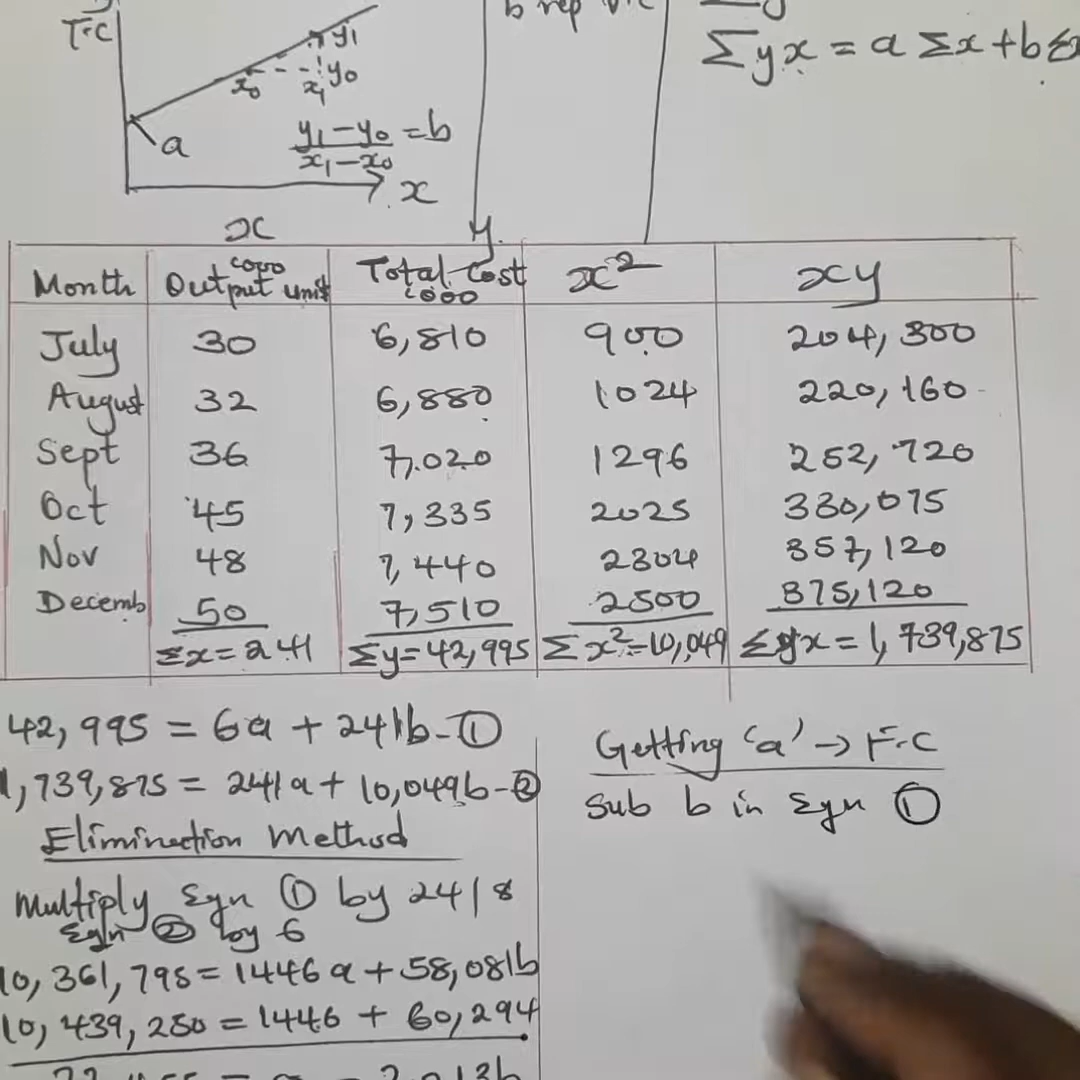 T.C
y₁
x₀ x₁ y₀
a
y₁-y₀/x₁-x₀ = b
x
b rep
Σyx = aΣx+bΣ
x y
Month Output unit Total Cost x² xy
July 30 6,810 900 204,300
August 32 6,880 1024 220,160
Sept 36 7,020 1296 252,720
Oct 45 7,335 2025 330,075
Nov 48 7,440 2304 357,120
Decemb 50 7,510 2500 375,120
Σx=241 Σy=42,995 Σx²=10,049 Σyx=1,739,875
42,995 = 6a + 241b-①
1,739,875 = 241a + 10,049b-②
Elimination Method
Multiply Eqn ① by 241 &
Eqn ② by 6
10,361,795=1446a+58,081b
10,439,250=1446+60,294
Getting 'a' → F.C
Sub b in Eqn ①